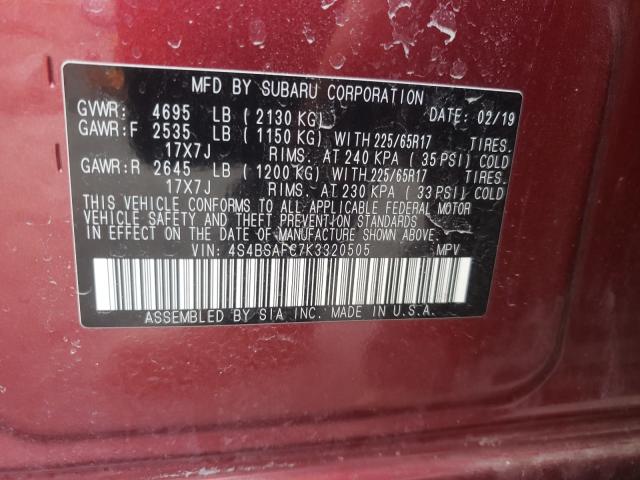 MFD BY SUBARU CORPORATION
GVWR: 4695 LB ( 2130 KG) DATE: 02/19
GAWR:F 2535 LB ( 1150 KG) WITH 225/65R17 TIRES.
17X7J RIMS. AT 240 KPA ( 35 PSI) COLD
GAWR:R 2645 LB ( 1200 KG) WITH 225/65R17 TIRES.
17X7J RIMS. AT 230 KPA ( 33 PSI) COLD
THIS VEHICLE CONFORMS TO ALL APPLICABLE FEDERAL MOTOR
VEHICLE SAFETY AND THEFT PREVENTION STANDARDS IN
EFFECT ON THE DATE OF MANUFACTURE SHOWN ABOVE.
VIN: 4S4BSAFC7K3320505 MPV
ASSEMBLED BY SIA INC. MADE IN U.S.A.